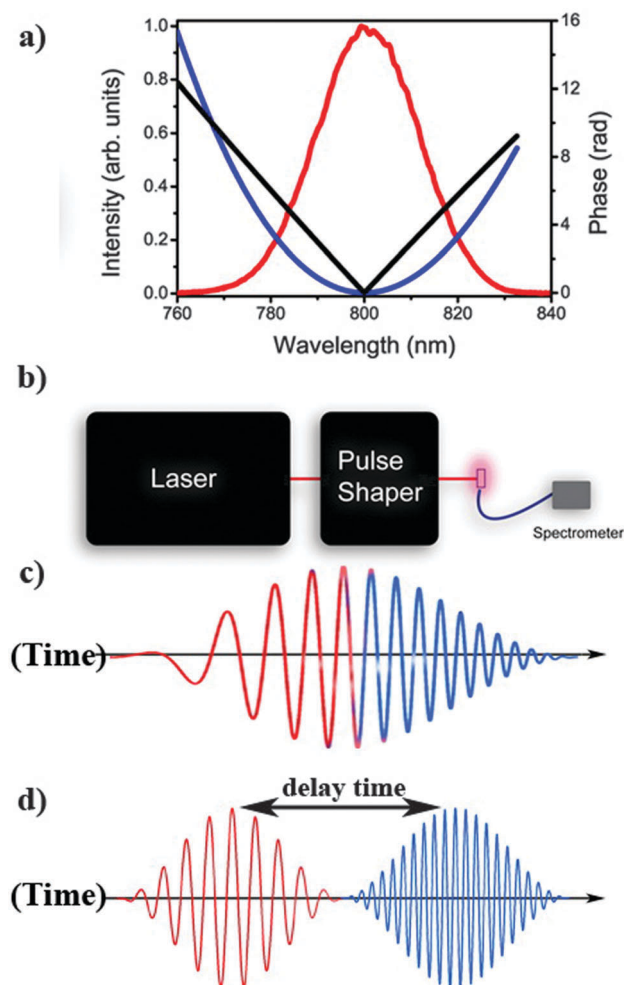 a)
1.0
0.8
0.6
0.4
0.2
0.0
Intensity (arb. units)
16
12
8
4
0
Phase (rad)
760
780
800
820
840
Wavelength (nm)
b)
Laser
Pulse
Shaper
Spectrometer
c)
(Time)
d)
delay time
(Time)